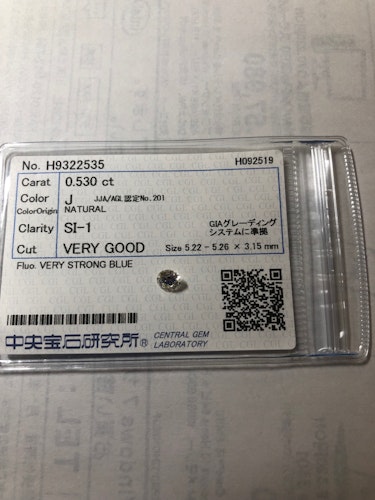 No. H9322535 H092519
Carat 0.530 ct
Color J JJA/AGL認定No.201
ColorOrigin NATURAL
Clarity SI-1 GIAグレーディング
システムに準拠
Cut VERY GOOD Size 5.22 - 5.26 × 3.15 mm
Fluo. VERY STRONG BLUE
中央宝石研究所® CENTRAL GEM
LABORATORY